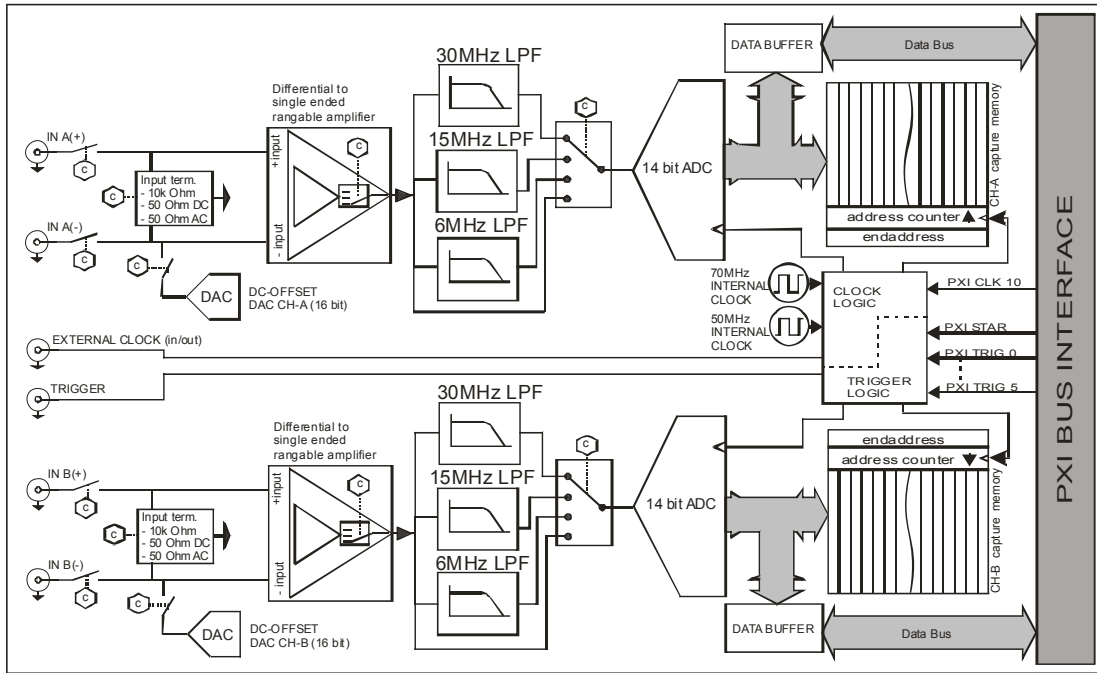 DATA BUFFER
Data Bus
30MHz LPF
Differential to
single ended
rangable amplifier
C
IN A(+)
C
+input
C
15MHz LPF
14 bit ADC
CH-A capture memory
C
Input term.
- 10k Ohm
- 50 Ohm DC
- 50 Ohm AC
IN A(-)
C
- input
6MHz LPF
address counter
endaddress
C
DAC
DC-OFFSET
DAC CH-A (16 bit)
70MHz
INTERNAL
CLOCK
50MHz
INTERNAL
CLOCK
CLOCK
LOGIC
TRIGGER
LOGIC
PXI CLK 10
PXI STAR
PXI TRIG 0
PXI TRIG 5
PXI BUS INTERFACE
EXTERNAL CLOCK (in/out)
TRIGGER
30MHz LPF
Differential to
single ended
rangable amplifier
C
endaddress
address counter
IN B(+)
C
+input
C
15MHz LPF
14 bit ADC
CH-B capture memory
C
Input term.
- 10k Ohm
- 50 Ohm DC
- 50 Ohm AC
IN B(-)
C
- input
6MHz LPF
C
DAC
DC-OFFSET
DAC CH-B (16 bit)
DATA BUFFER
Data Bus